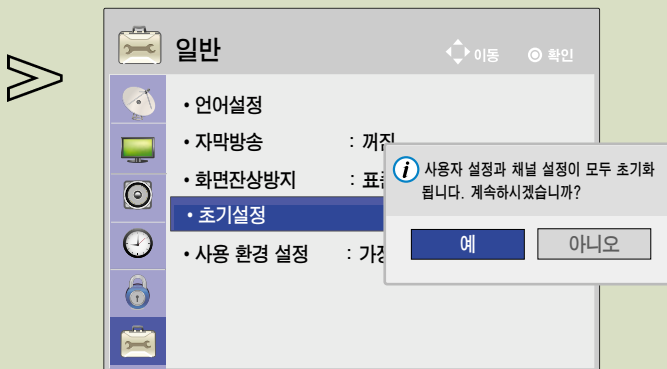 일반
이동 확인
• 언어설정
• 자막방송 : 꺼짐
• 화면잔상방지 : 표준
• 초기설정
• 사용 환경 설정 : 가정
사용자 설정과 채널 설정이 모두 초기화
됩니다. 계속하시겠습니까?
예 아니오